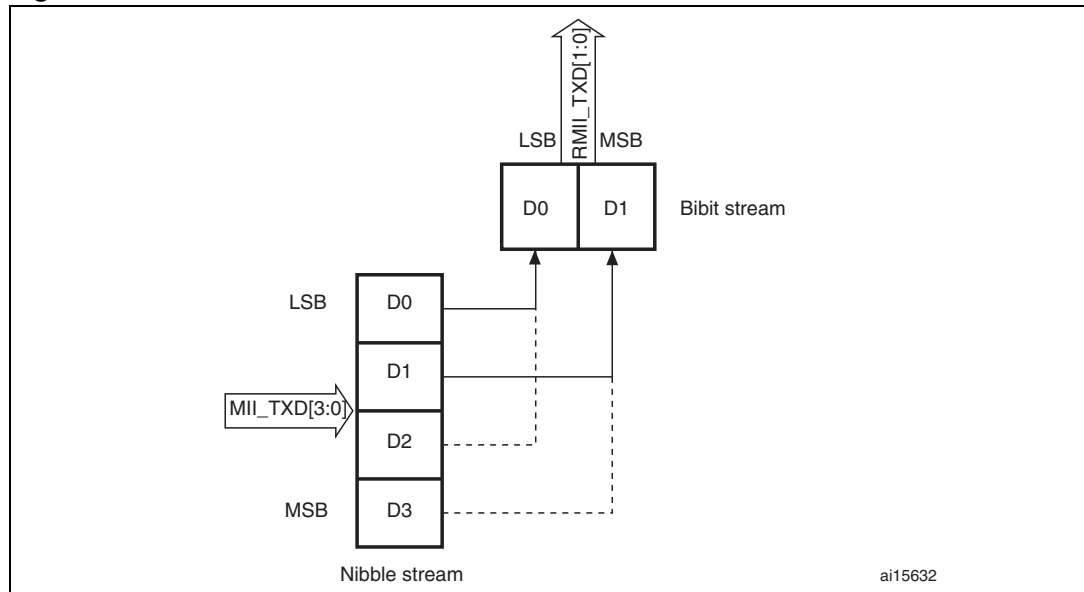 RMII_TXD[1:0]
LSB MSB
D0 D1 Bibit stream
LSB D0
D1
MII_TXD[3:0]
D2
MSB D3
Nibble stream
ai15632